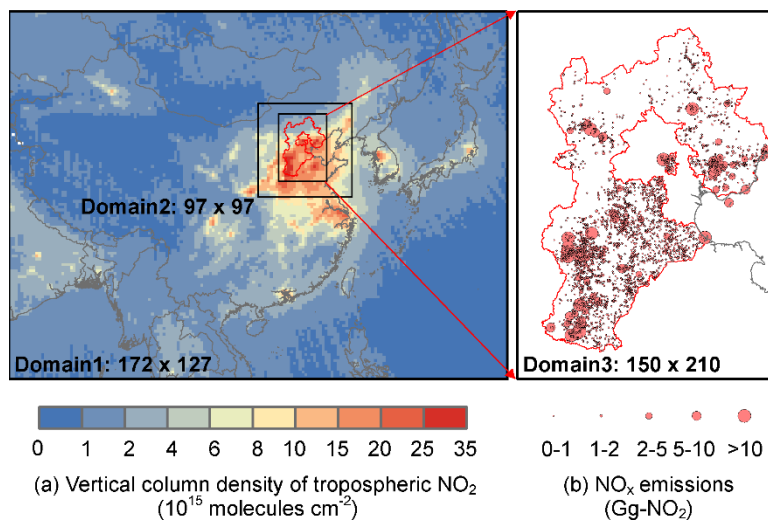 Domain2: 97 x 97
Domain1: 172 x 127
Domain3: 150 x 210
0 1 2 4 6 8 10 15 20 25 35
0-1 1-2 2-5 5-10 >10
(a) Vertical column density of tropospheric NO₂
(10¹⁵ molecules cm⁻²)
(b) NOₓ emissions
(Gg-NO₂)